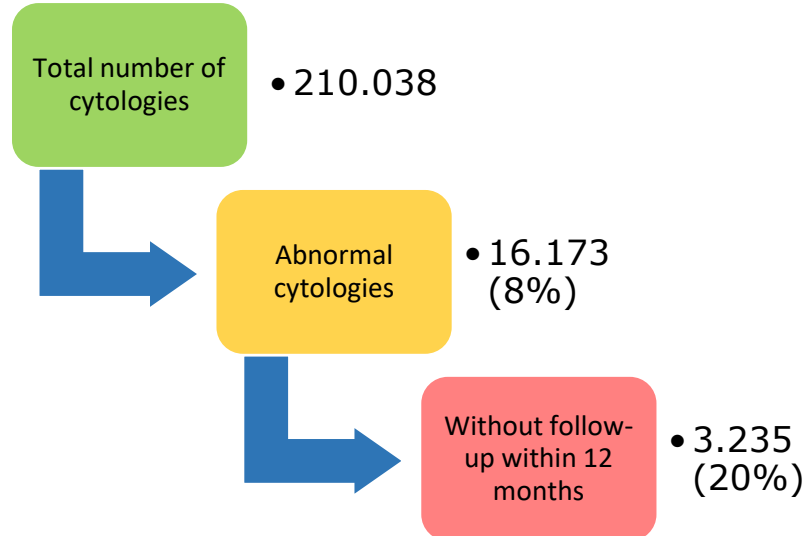 Total number of
cytologies
• 210.038
Abnormal
cytologies
• 16.173
(8%)
Without follow-
up within 12
months
• 3.235
(20%)